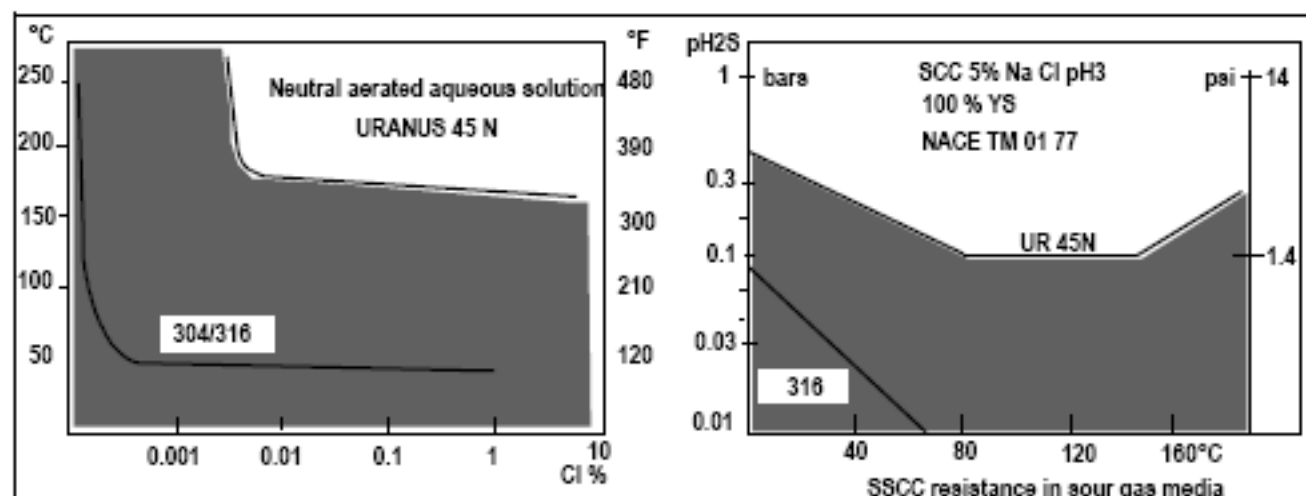 °C
°F
250
200
150
100
50
480
390
300
210
120
Neutral aerated aqueous solution
URANUS 45 N
304/316
0.001
0.01
0.1
1
10
Cl %
pH2S
1
bars
0.3
0.1
0.03
0.01
SCC 5% Na Cl pH3
100 % YS
NACE TM 01 77
psi
14
1.4
UR 45N
316
40
80
120
160°C
SSCC resistance in sour gas media